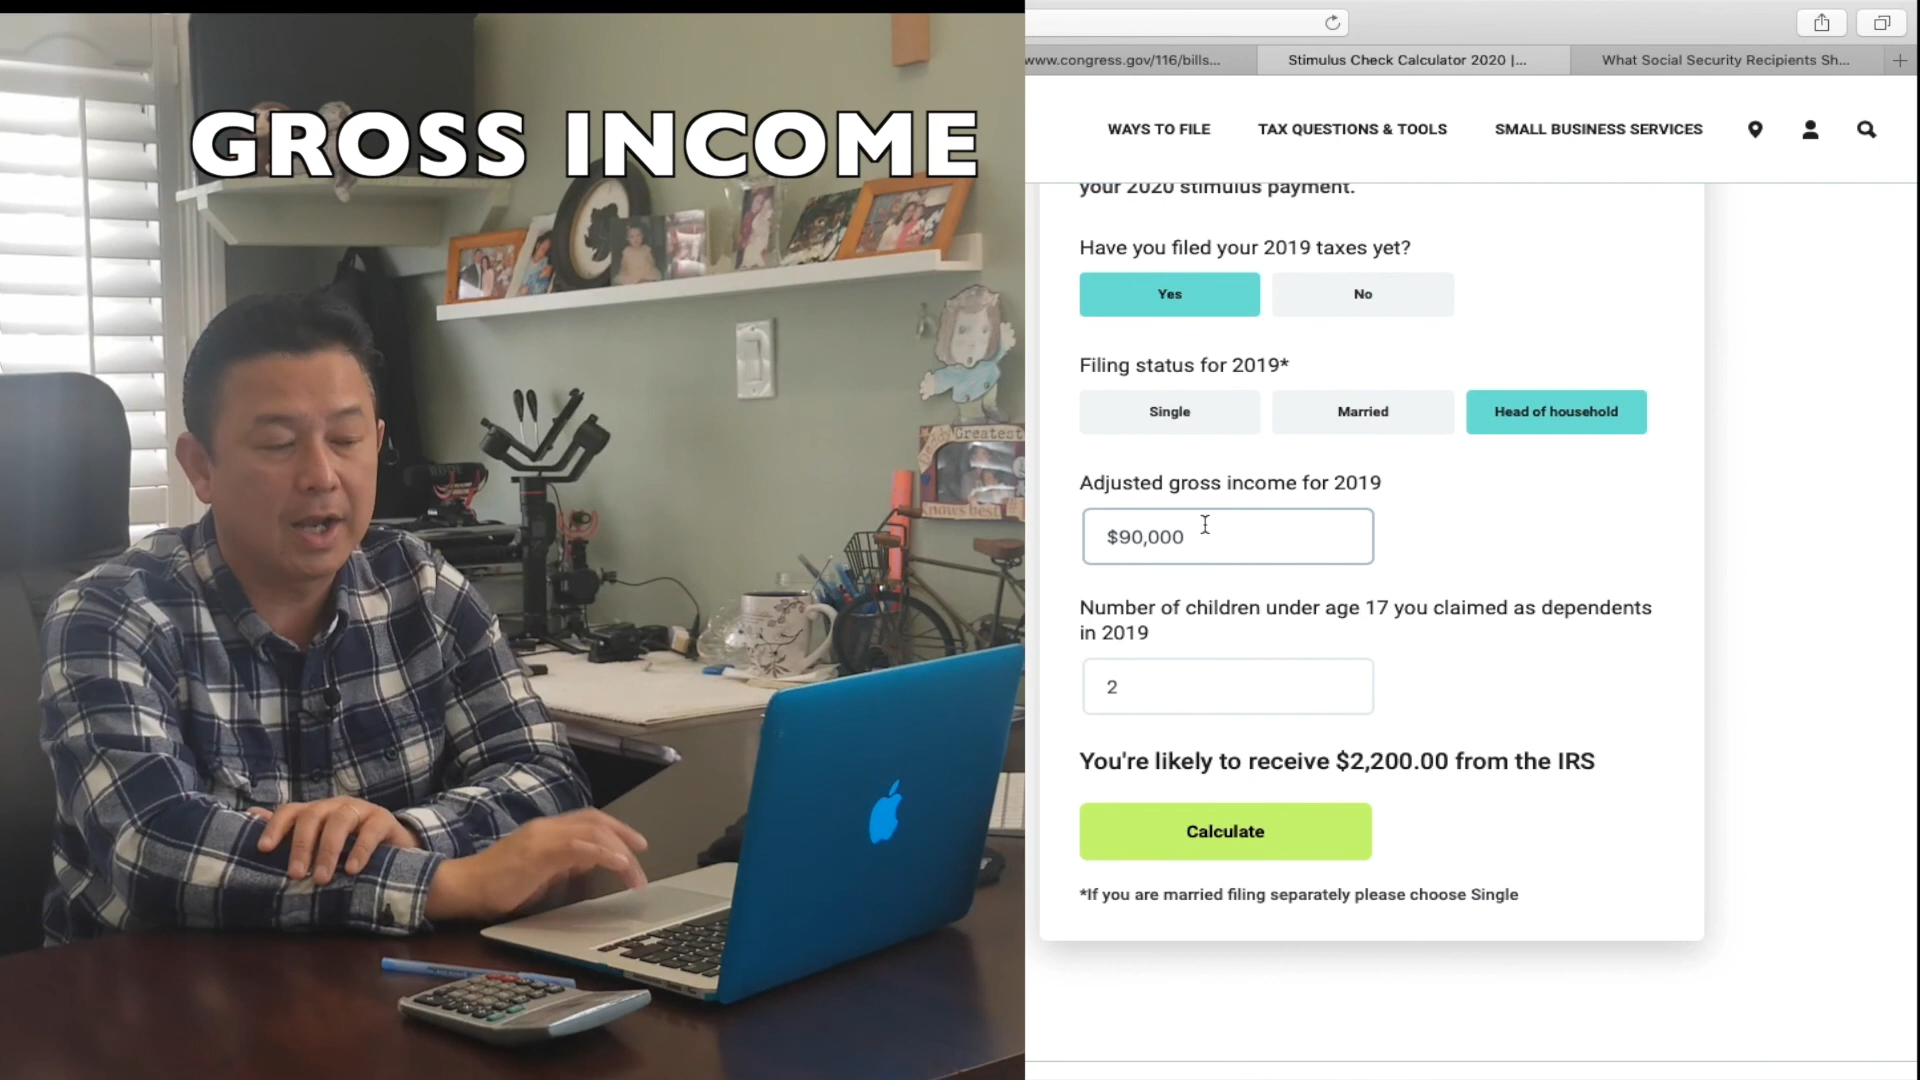 GROSS INCOME
www.congress.gov/116/bills...
Stimulus Check Calculator 2020 |...
What Social Security Recipients Sh...
WAYS TO FILE
TAX QUESTIONS & TOOLS
SMALL BUSINESS SERVICES
your 2020 stimulus payment.
Have you filed your 2019 taxes yet?
Yes
No
Filing status for 2019*
Single
Married
Head of household
Adjusted gross income for 2019
$90,000
Number of children under age 17 you claimed as dependents
in 2019
2
You're likely to receive $2,200.00 from the IRS
Calculate
*If you are married filing separately please choose Single
Greatest
Knows best
RODE